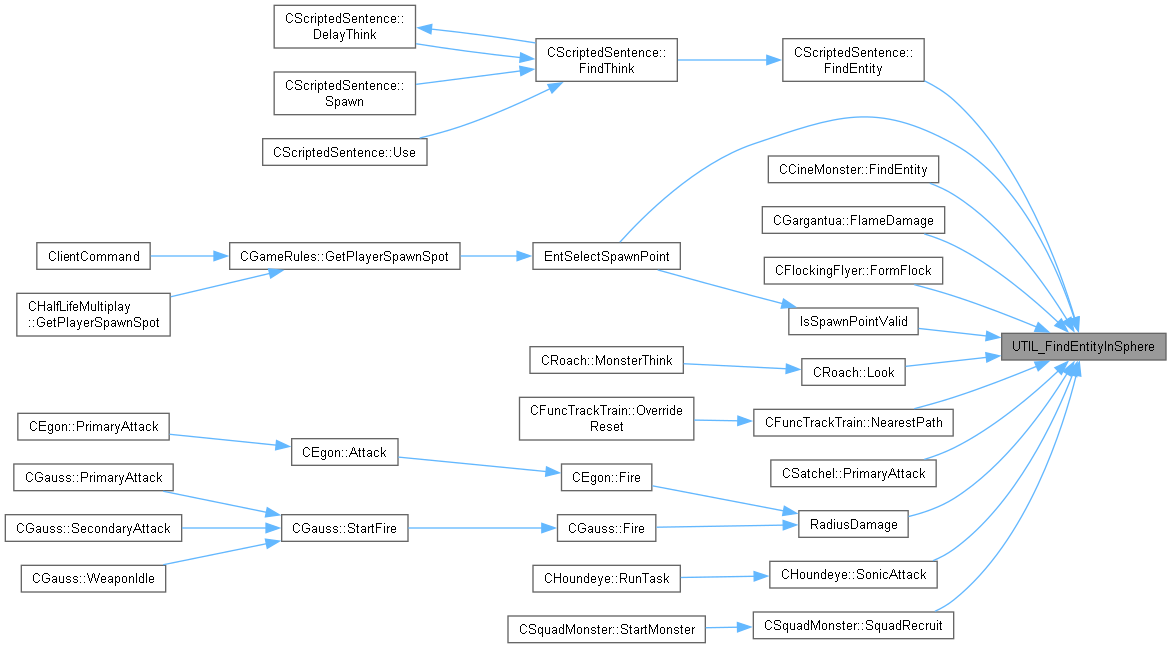 CScriptedSentence::
DelayThink
CScriptedSentence::
FindThink
CScriptedSentence::
FindEntity
CScriptedSentence::
Spawn
CScriptedSentence::Use
CCineMonster::FindEntity
CGargantua::FlameDamage
ClientCommand
CGameRules::GetPlayerSpawnSpot
EntSelectSpawnPoint
CFlockingFlyer::FormFlock
CHalfLifeMultiplay
::GetPlayerSpawnSpot
IsSpawnPointValid
UTIL_FindEntityInSphere
CRoach::MonsterThink
CRoach::Look
CFuncTrackTrain::Override
Reset
CFuncTrackTrain::NearestPath
CEgon::PrimaryAttack
CEgon::Attack
CGauss::PrimaryAttack
CEgon::Fire
CSatchel::PrimaryAttack
CGauss::SecondaryAttack
CGauss::StartFire
CGauss::Fire
RadiusDamage
CGauss::WeaponIdle
CHoundeye::RunTask
CHoundeye::SonicAttack
CSquadMonster::StartMonster
CSquadMonster::SquadRecruit